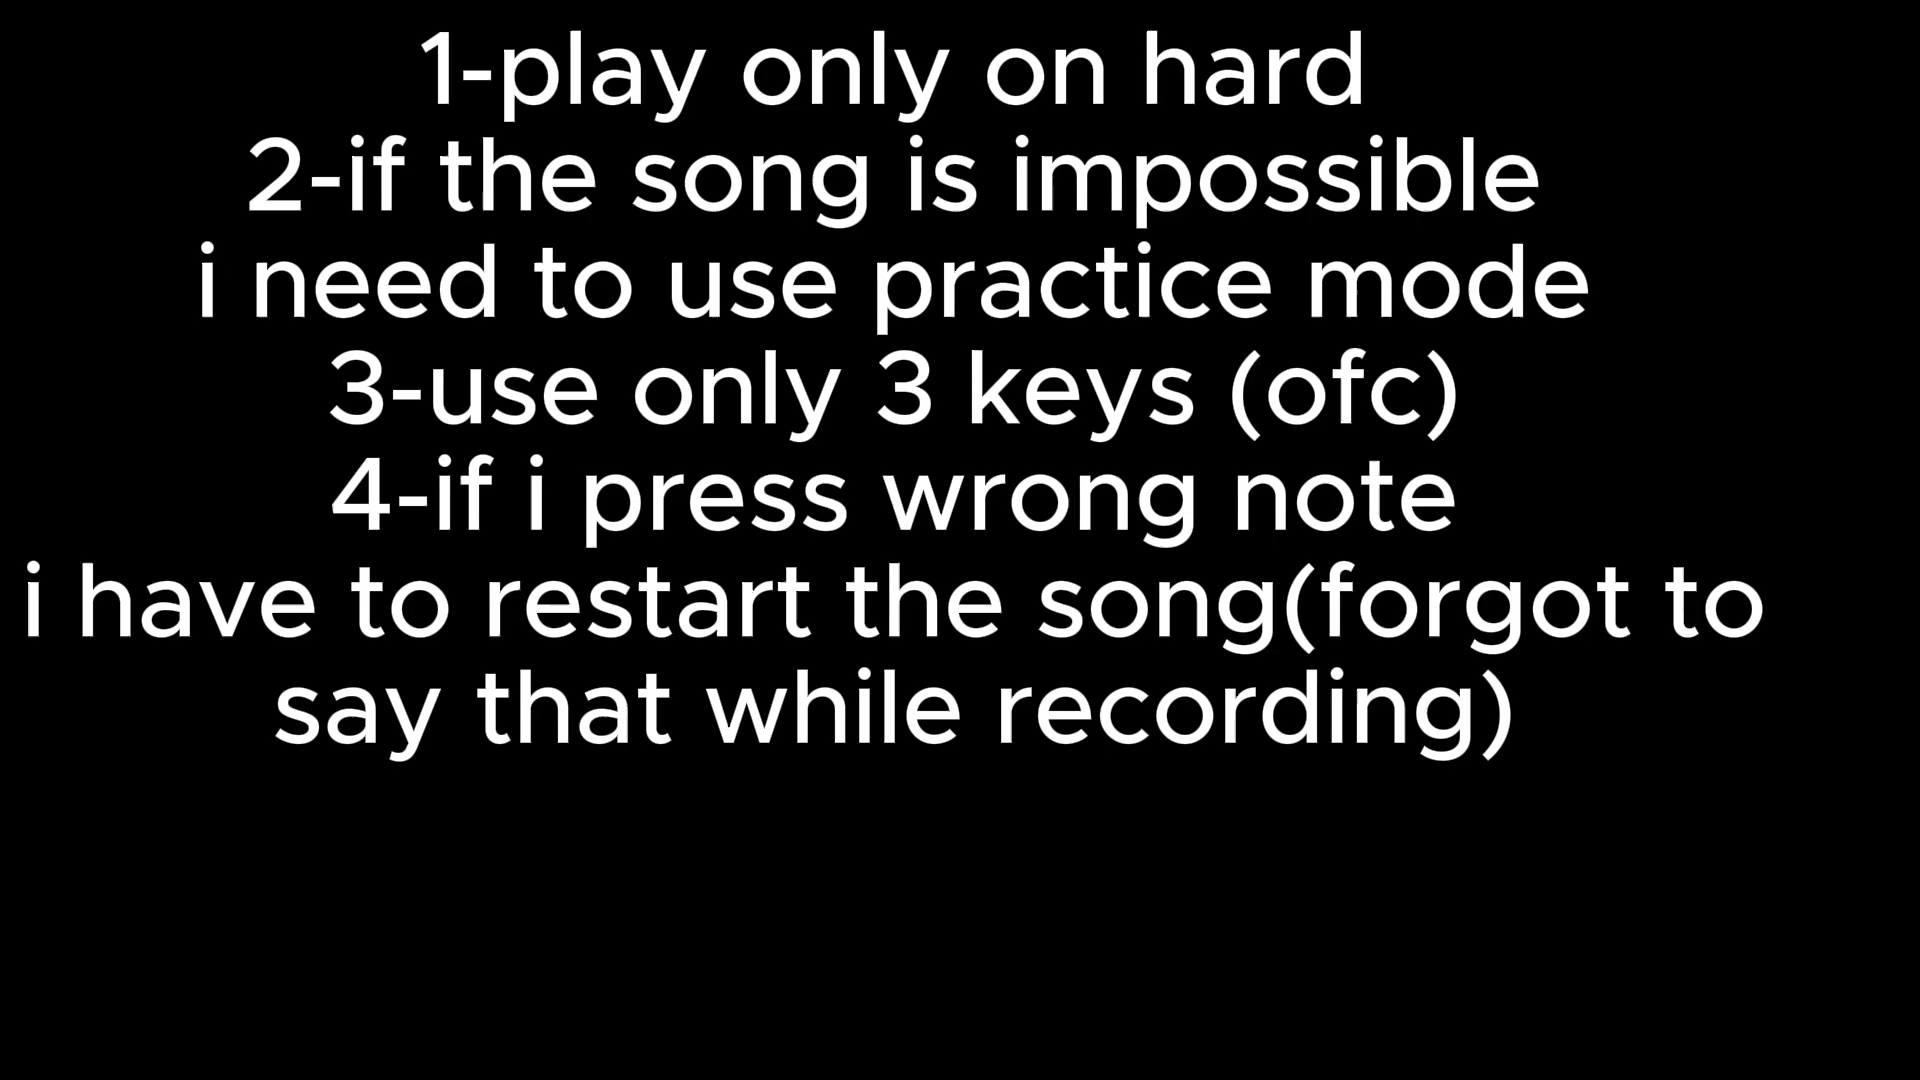 1-play only on hard
2-if the song is impossible
i need to use practice mode
3-use only 3 keys (ofc)
4-if i press wrong note
i have to restart the song(forgot to
say that while recording)